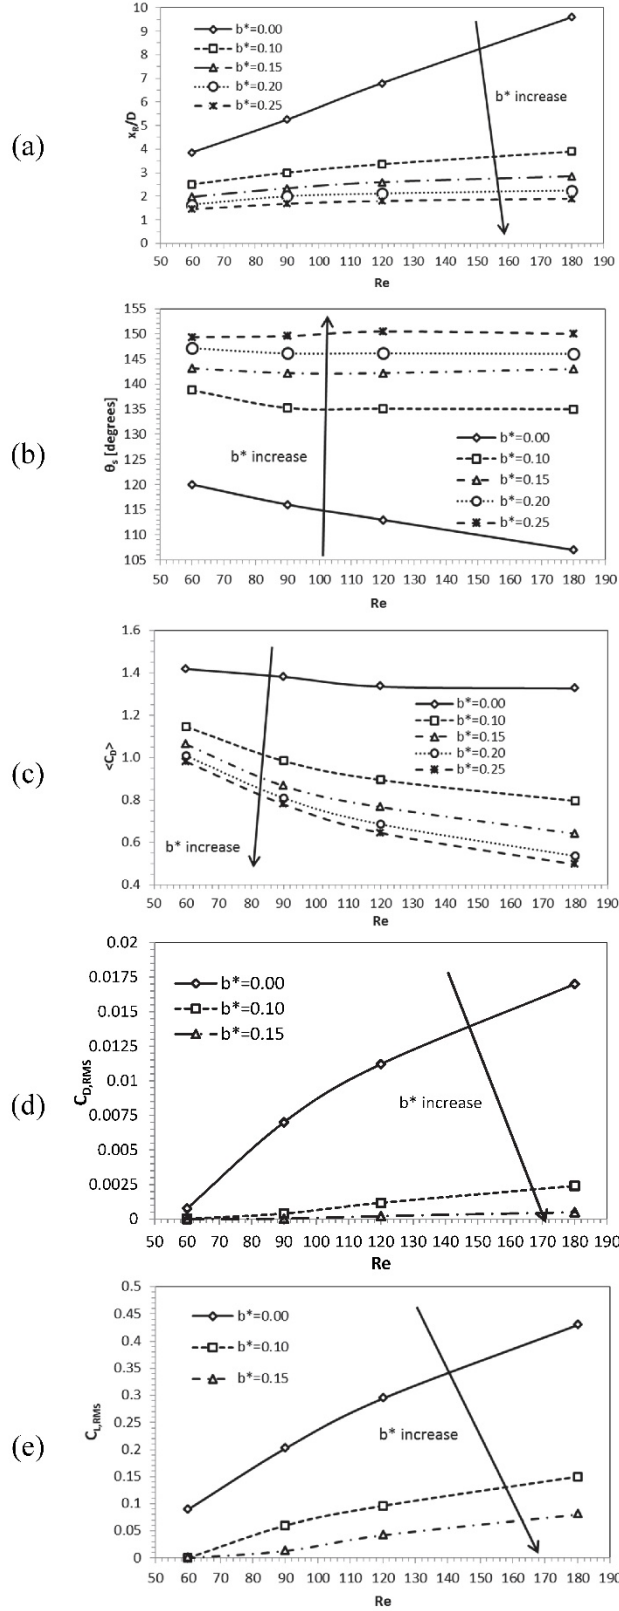 (a)
x_R/D
10
9
8
7
6
5
4
3
2
1
0
b*=0.00
b*=0.10
b*=0.15
b*=0.20
b*=0.25
b* increase
50 60 70 80 90 100 110 120 130 140 150 160 170 180 190
Re
(b)
θ_s [degrees]
155
150
145
140
135
130
125
120
115
110
105
b* increase
b*=0.00
b*=0.10
b*=0.15
b*=0.20
b*=0.25
50 60 70 80 90 100 110 120 130 140 150 160 170 180 190
Re
(c)
<C_D>
1.6
1.4
1.2
1.0
0.8
0.6
0.4
b*=0.00
b*=0.10
b*=0.15
b*=0.20
b*=0.25
b* increase
50 60 70 80 90 100 110 120 130 140 150 160 170 180 190
Re
(d)
C_D,RMS
0.02
0.0175
0.015
0.0125
0.01
0.0075
0.005
0.0025
0
b*=0.00
b*=0.10
b*=0.15
b* increase
50 60 70 80 90 100 110 120 130 140 150 160 170 180 190
Re
(e)
C_L,RMS
0.5
0.45
0.4
0.35
0.3
0.25
0.2
0.15
0.1
0.05
0
b*=0.00
b*=0.10
b*=0.15
b* increase
50 60 70 80 90 100 110 120 130 140 150 160 170 180 190
Re